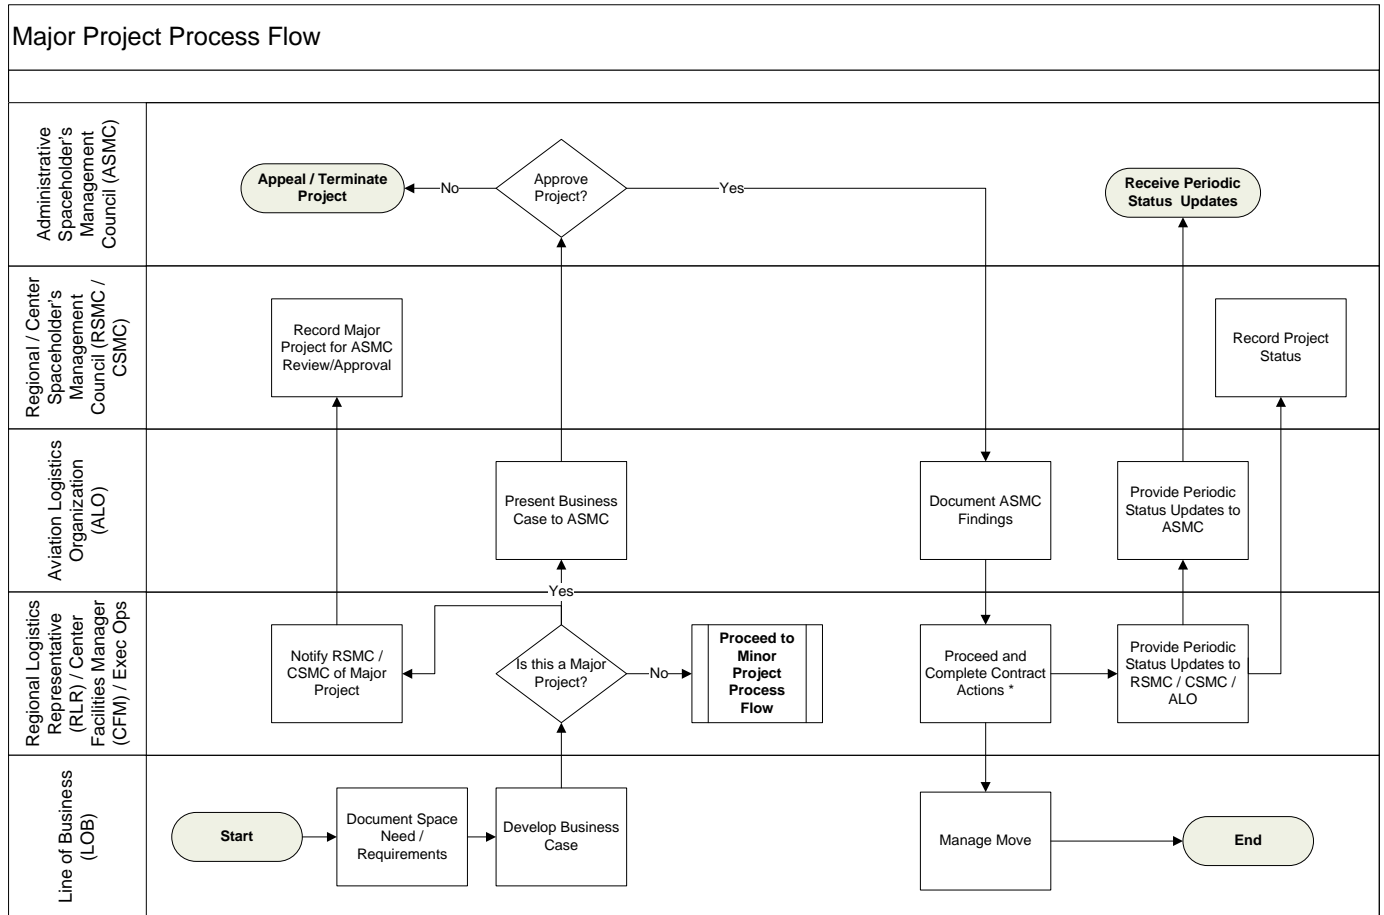 Major Project Process Flow
Administrative
Spaceholder's
Management
Council (ASMC)
Appeal / Terminate
Project
No
Approve
Project?
Yes
Receive Periodic
Status Updates
Regional / Center
Spaceholder's
Management
Council (RSMC /
CSMC)
Record Major
Project for ASMC
Review/Approval
Record Project
Status
Aviation Logistics
Organization
(ALO)
Present Business
Case to ASMC
Document ASMC
Findings
Provide Periodic
Status Updates to
ASMC
Yes
Regional Logistics
Representative
(RLR) / Center
Facilities Manager
(CFM) / Exec Ops
Notify RSMC /
CSMC of Major
Project
Is this a Major
Project?
No
Proceed to
Minor
Project
Process
Flow
Proceed and
Complete Contract
Actions *
Provide Periodic
Status Updates to
RSMC / CSMC /
ALO
Line of Business
(LOB)
Start
Document Space
Need /
Requirements
Develop Business
Case
Manage Move
End